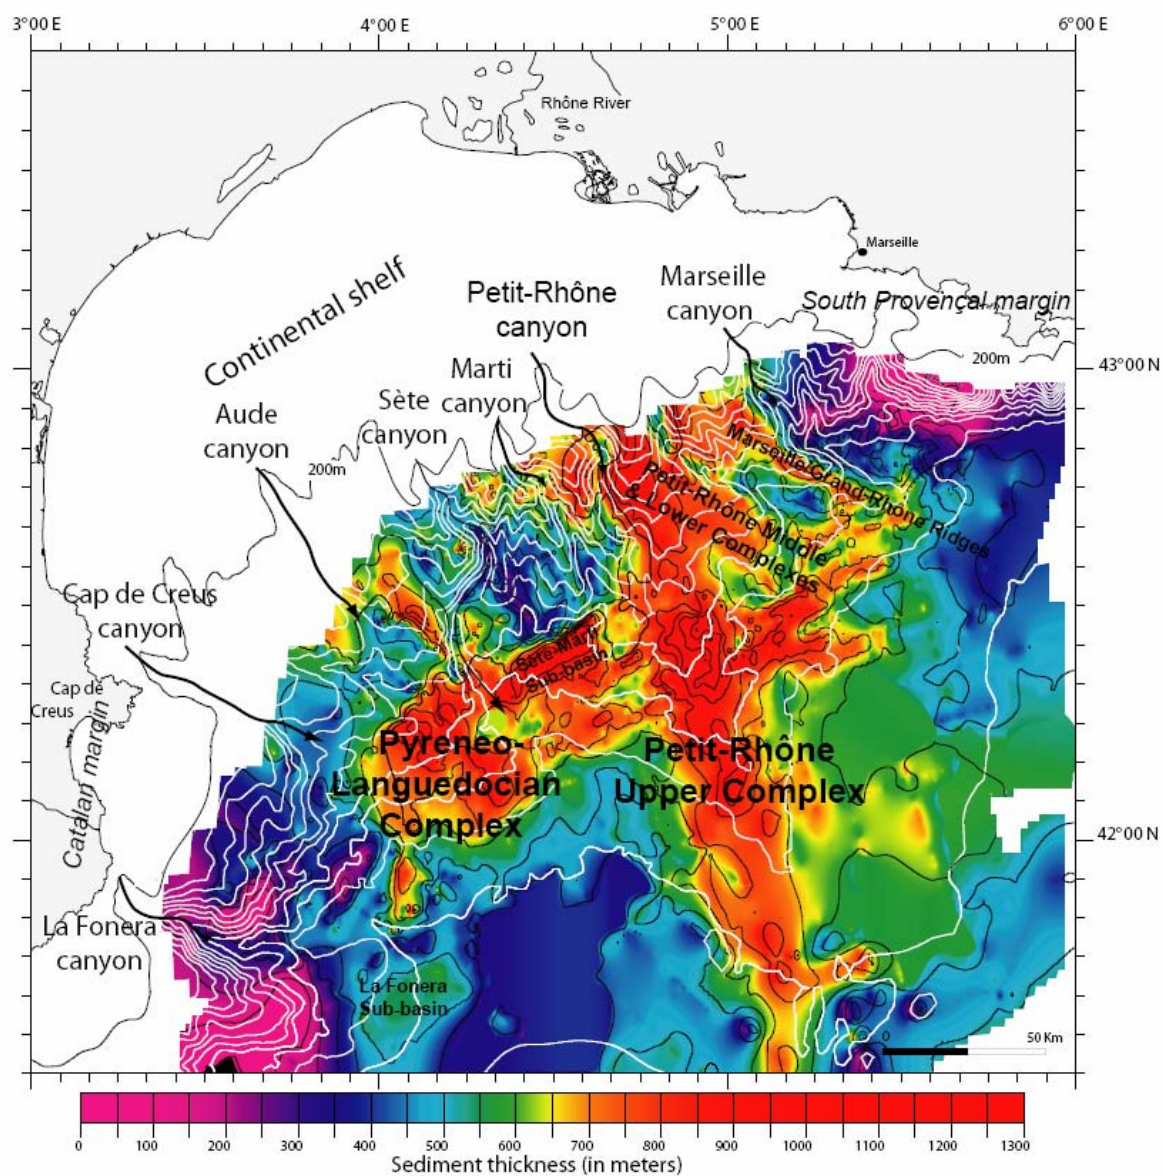 3°00 E
4°00 E
5°00 E
6°00 E
Rhône River
Marseille
Continental shelf
Petit-Rhône
canyon
Marseille
canyon
South Provençal margin
200m
43°00 N
Marti
canyon
Sète
canyon
Aude
canyon
200m
Marseille/Grand-Rhone Ridges
Petit-Rhône Middle
& Lower Complexes
Cap de Creus
canyon
Sète-Marti
Sub-basin
Cap de
Creus
Catalan margin
Pyreneo-
Languedocian
Complex
Petit-Rhône
Upper Complex
42°00 N
La Fonera
canyon
La Fonera
Sub-basin
0
50 Km
0
100
200
300
400
500
600
700
800
900
1000
1100
1200
1300
Sediment thickness (in meters)